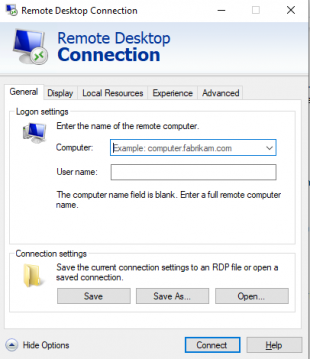 Remote Desktop Connection
Remote Desktop
Connection
General Display Local Resources Experience Advanced
Logon settings
Enter the name of the remote computer.
Computer: Example: computer.fabrikam.com
User name:
The computer name field is blank. Enter a full remote computer
name.
Connection settings
Save the current connection settings to an RDP file or open a
saved connection.
Save Save As... Open...
Hide Options Connect Help